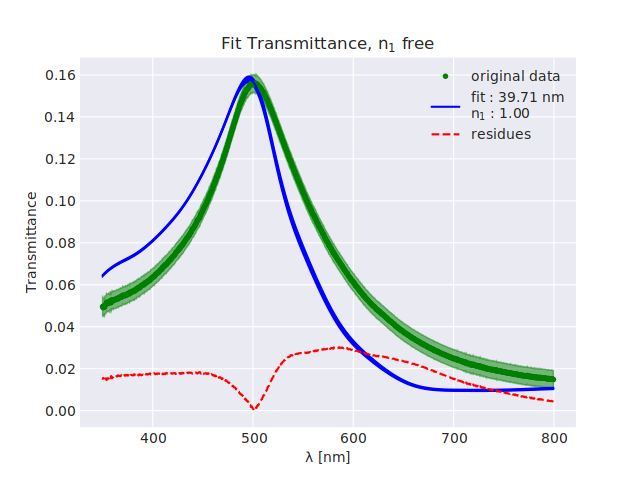 Fit Transmittance, n₁ free
original data
fit : 39.71 nm
n₁ : 1.00
residues
Transmittance
0.16
0.14
0.12
0.10
0.08
0.06
0.04
0.02
0.00
400
500
600
700
800
λ [nm]